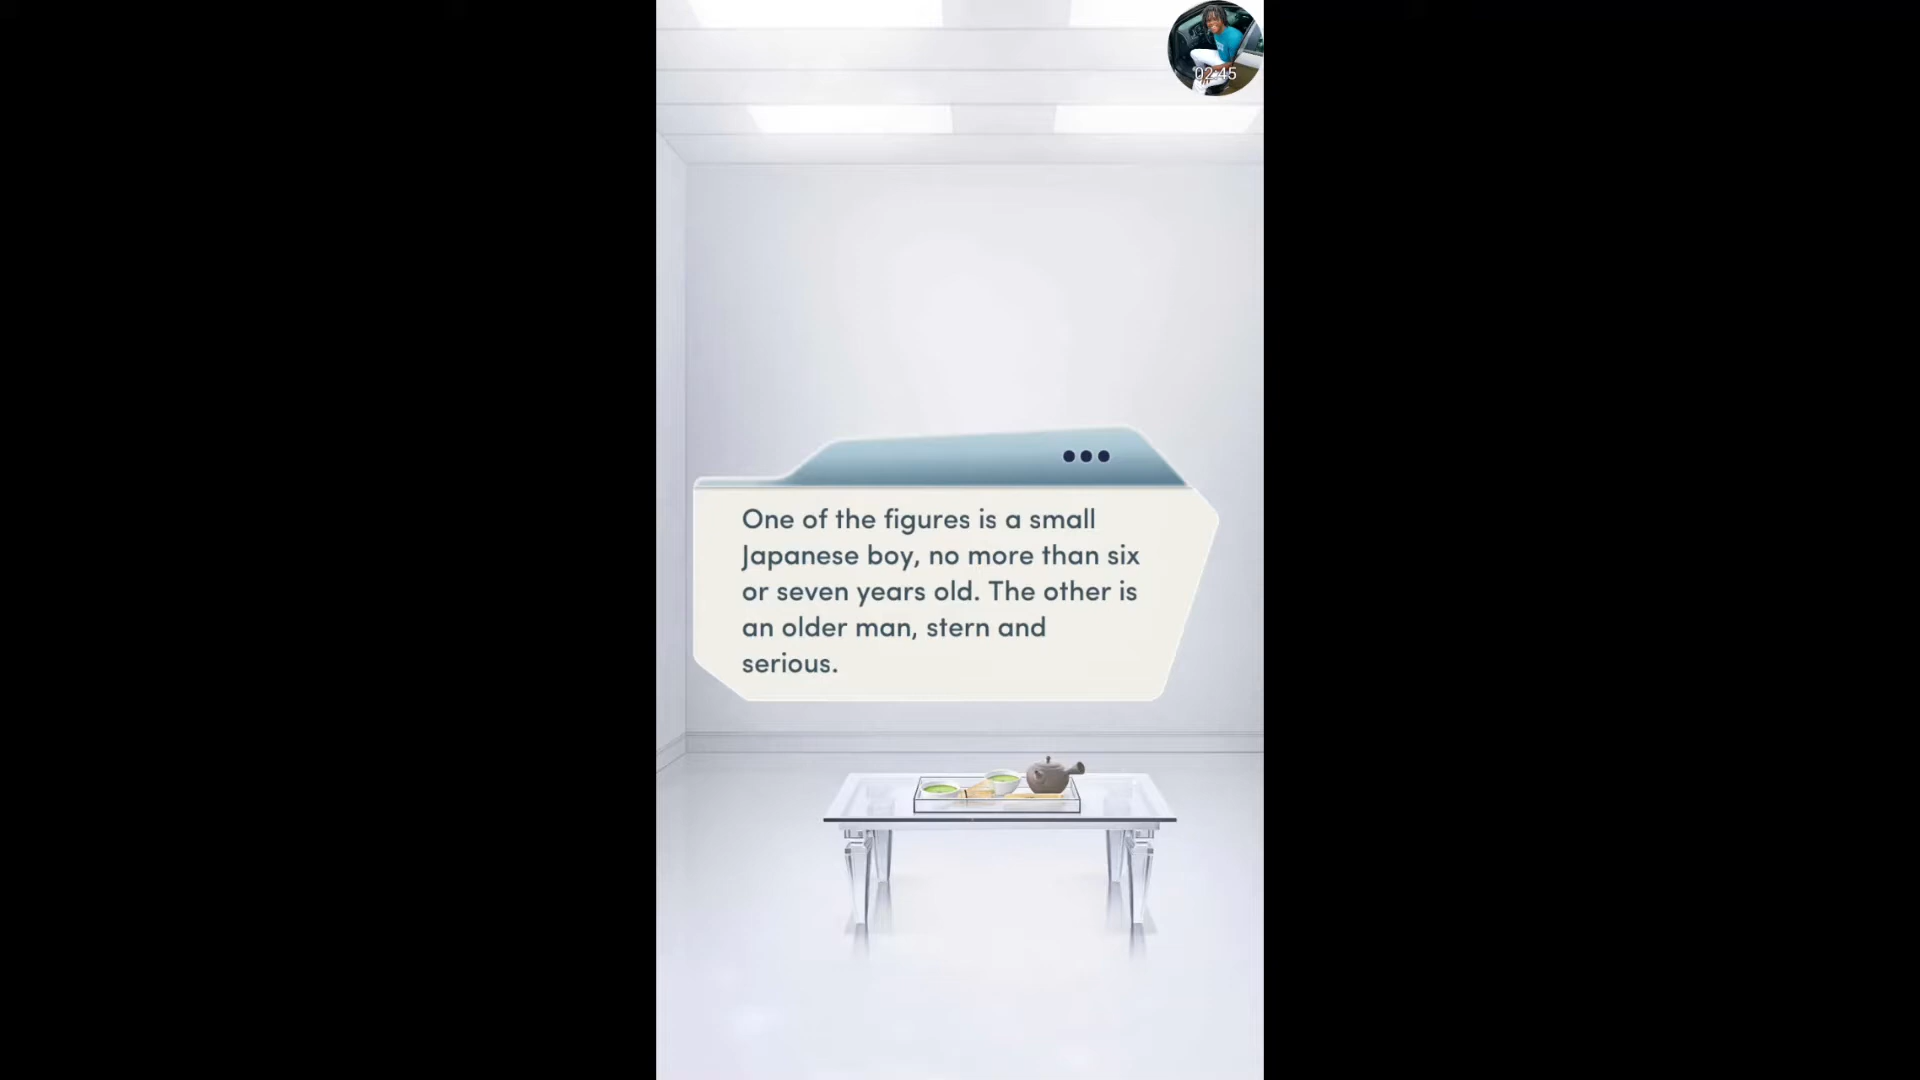 02:45
One of the figures is a small
Japanese boy, no more than six
or seven years old. The other is
an older man, stern and
serious.